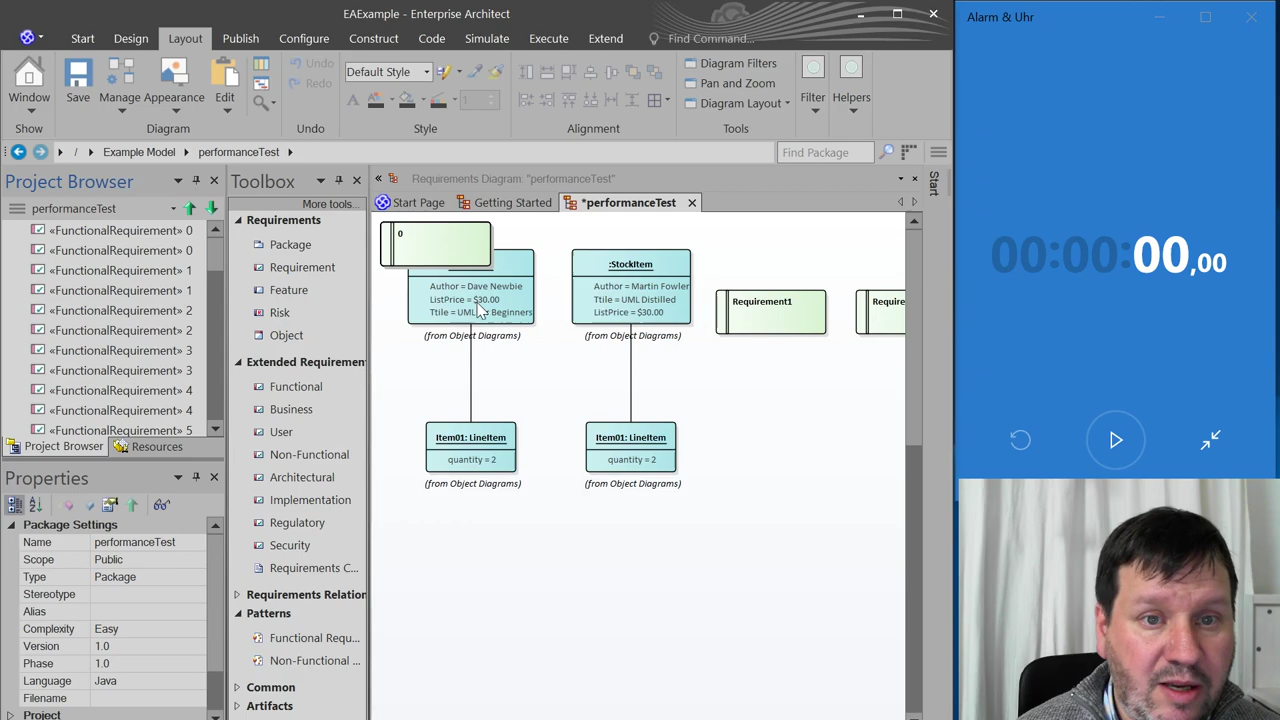 EAExample - Enterprise Architect
Alarm & Uhr
Start Design Layout Publish Configure Construct Code Simulate Execute Extend Find Command...
Window
Show
Save Manage Appearance Edit
Diagram
Undo
Redo
Undo
Default Style
1
Style
Alignment
Diagram Filters
Pan and Zoom
Diagram Layout
Tools
Filter Helpers
/ Example Model performanceTest
Find Package
Project Browser
performanceTest
«FunctionalRequirement» 0
«FunctionalRequirement» 0
«FunctionalRequirement» 1
«FunctionalRequirement» 1
«FunctionalRequirement» 2
«FunctionalRequirement» 2
«FunctionalRequirement» 3
«FunctionalRequirement» 3
«FunctionalRequirement» 4
«FunctionalRequirement» 4
«FunctionalRequirement» 5
Project Browser Resources
Properties
Package Settings
Name performanceTest
Scope Public
Type Package
Stereotype
Alias
Complexity Easy
Version 1.0
Phase 1.0
Language Java
Filename
Project
Toolbox
More tools...
Requirements
Package
Requirement
Feature
Risk
Object
Extended Requiremen
Functional
Business
User
Non-Functional
Architectural
Implementation
Regulatory
Security
Requirements C...
Requirements Relation
Patterns
Functional Requ...
Non-Functional ...
Common
Artifacts
Requirements Diagram: "performanceTest"
Start Page Getting Started *performanceTest
Start
0
Author = Dave Newbie
ListPrice = $30.00
Ttile = UML Beginners
(from Object Diagrams)
:StockItem
Author = Martin Fowler
Ttile = UML Distilled
ListPrice = $30.00
(from Object Diagrams)
Requirement1
Require
Item01: LineItem
quantity = 2
(from Object Diagrams)
Item01: LineItem
quantity = 2
(from Object Diagrams)
00:00:00,00